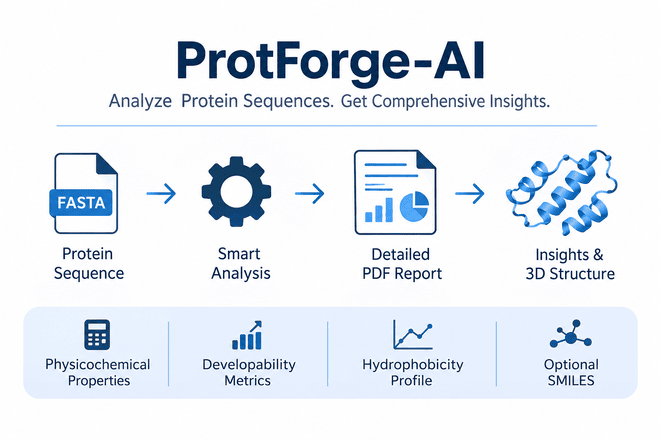 ProtForge-AI
Analyze Protein Sequences. Get Comprehensive Insights.
FASTA
Protein
Sequence
Smart
Analysis
Detailed
PDF Report
Insights &
3D Structure
Physicochemical
Properties
Developability
Metrics
Hydrophobicity
Profile
Optional
SMILES